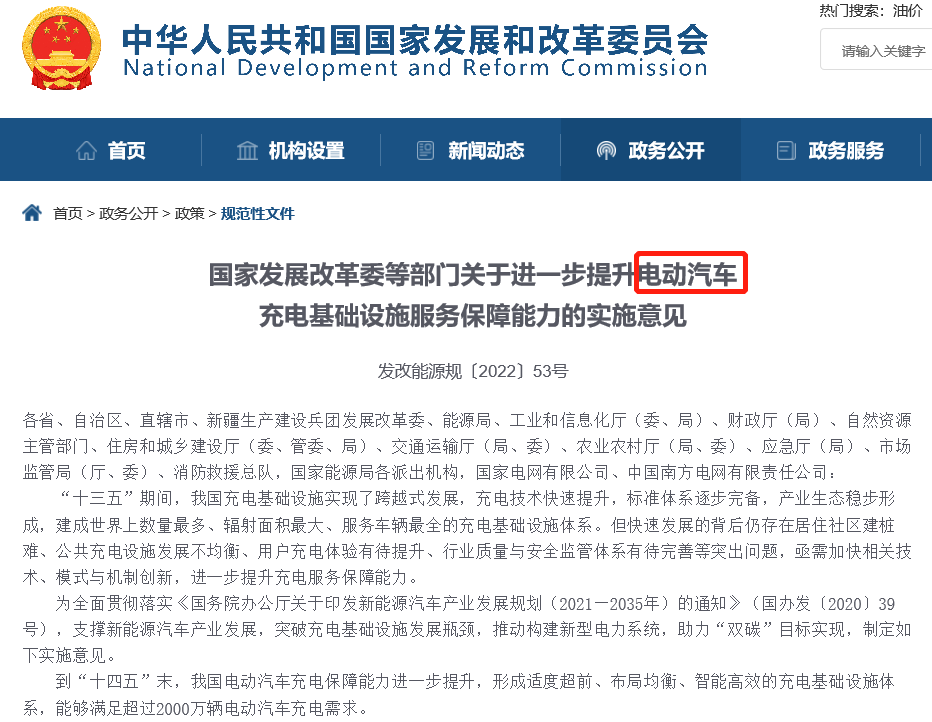 热门搜索：油价
中华人民共和国国家发展和改革委员会
National Development and Reform Commission
请输入关键字
首页
机构设置
新闻动态
政务公开
政务服务
首页 > 政务公开 > 政策 > 规范性文件
国家发展改革委等部门关于进一步提升电动汽车
充电基础设施服务保障能力的实施意见
发改能源规〔2022〕53号
各省、自治区、直辖市、新疆生产建设兵团发展改革委、能源局、工业和信息化厅（委、局）、财政厅（局）、自然资源
主管部门、住房和城乡建设厅（委、管委、局）、交通运输厅（局、委）、农业农村厅（局、委）、应急厅（局）、市场
监管局（厅、委）、消防救援总队，国家能源局各派出机构，国家电网有限公司、中国南方电网有限责任公司：
“十三五”期间，我国充电基础设施实现了跨越式发展，充电技术快速提升，标准体系逐步完备，产业生态稳步形
成，建成世界上数量最多、辐射面积最大、服务车辆最全的充电基础设施体系。但快速发展的背后仍存在居住社区建桩
难、公共充电设施发展不均衡、用户充电体验有待提升、行业质量与安全监管体系有待完善等突出问题，亟需加快相关技
术、模式与机制创新，进一步提升充电服务保障能力。
为全面贯彻落实《国务院办公厅关于印发新能源汽车产业发展规划（2021—2035年）的通知》（国办发〔2020〕39
号），支撑新能源汽车产业发展，突破充电基础设施发展瓶颈，推动构建新型电力系统，助力“双碳”目标实现，制定如
下实施意见。
到“十四五”末，我国电动汽车充电保障能力进一步提升，形成适度超前、布局均衡、智能高效的充电基础设施体
系，能够满足超过2000万辆电动汽车充电需求。